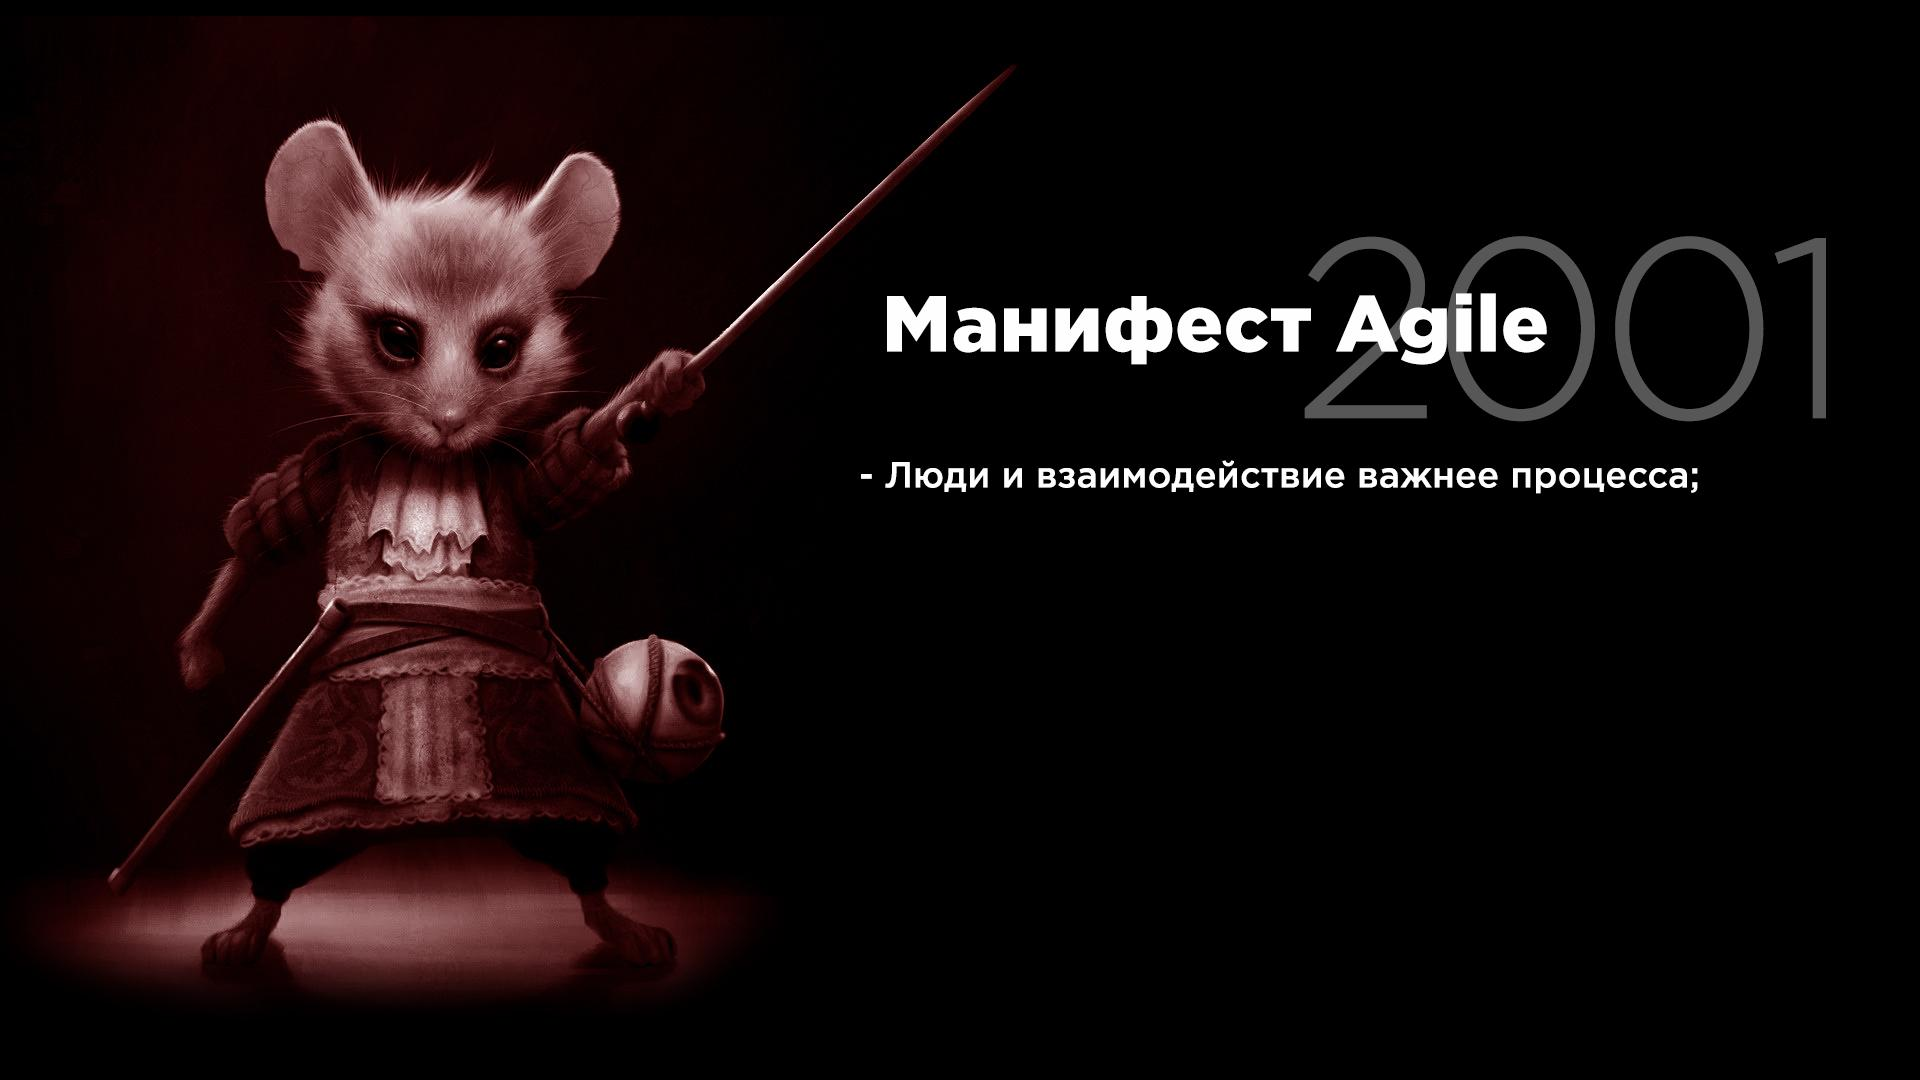 2001
Манифест Agile
- Люди и взаимодействие важнее процесса;